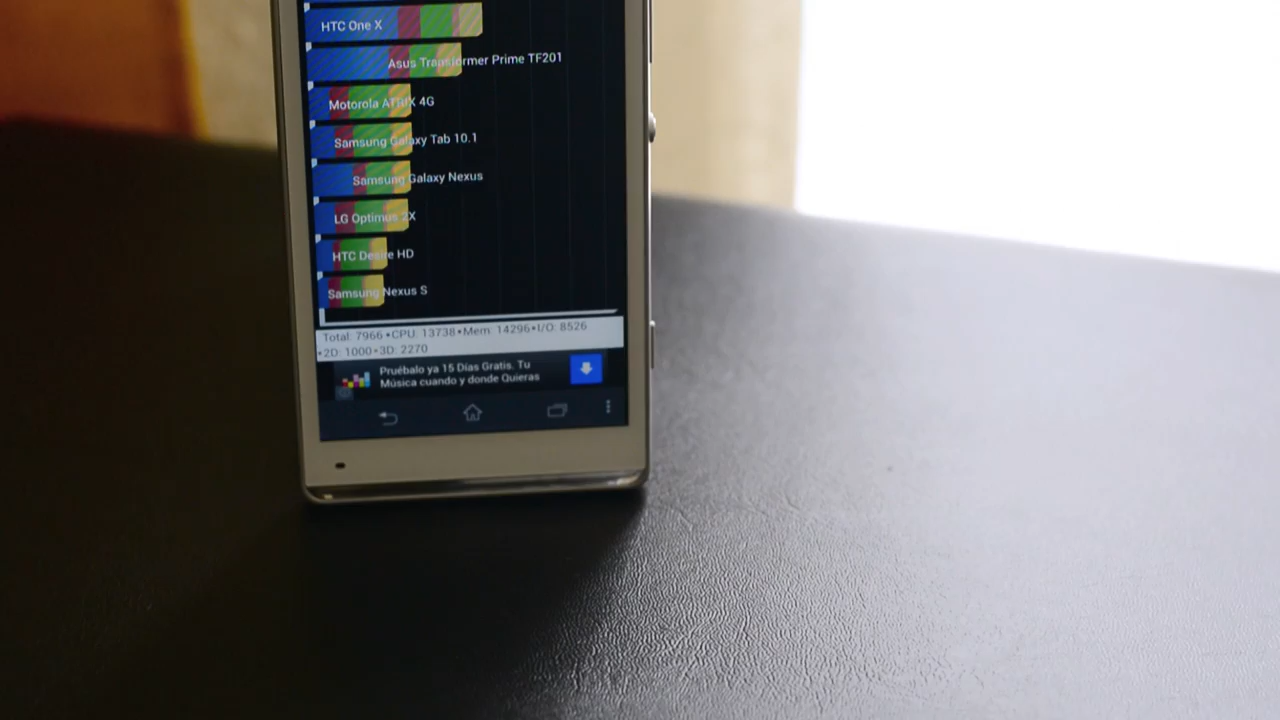 HTC One X
Asus Transformer Prime TF201
Motorola ATRIX 4G
Samsung Galaxy Tab 10.1
Samsung Galaxy Nexus
LG Optimus 2X
HTC Desire HD
Samsung Nexus S
Total: 7966 •CPU: 13738•Mem: 14296•I/O: 8526
•2D: 1000•3D: 2270
Pruébalo ya 15 Días Gratis. Tu
Música cuando y donde Quieras